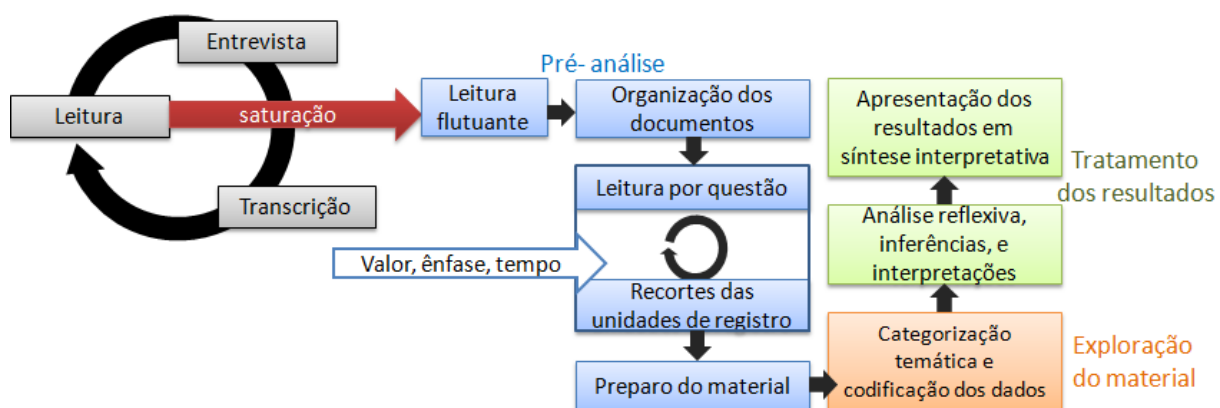 Entrevista
Leitura
saturação
Transcrição
Pré- análise
Leitura
flutuante
Organização dos
documentos
Leitura por questão
Valor, ênfase, tempo
Recortes das
unidades de registro
Preparo do material
Categorização
temática e
codificação dos dados
Exploração
do material
Análise reflexiva,
inferências, e
interpretações
Apresentação dos
resultados em
síntese interpretativa
Tratamento
dos resultados